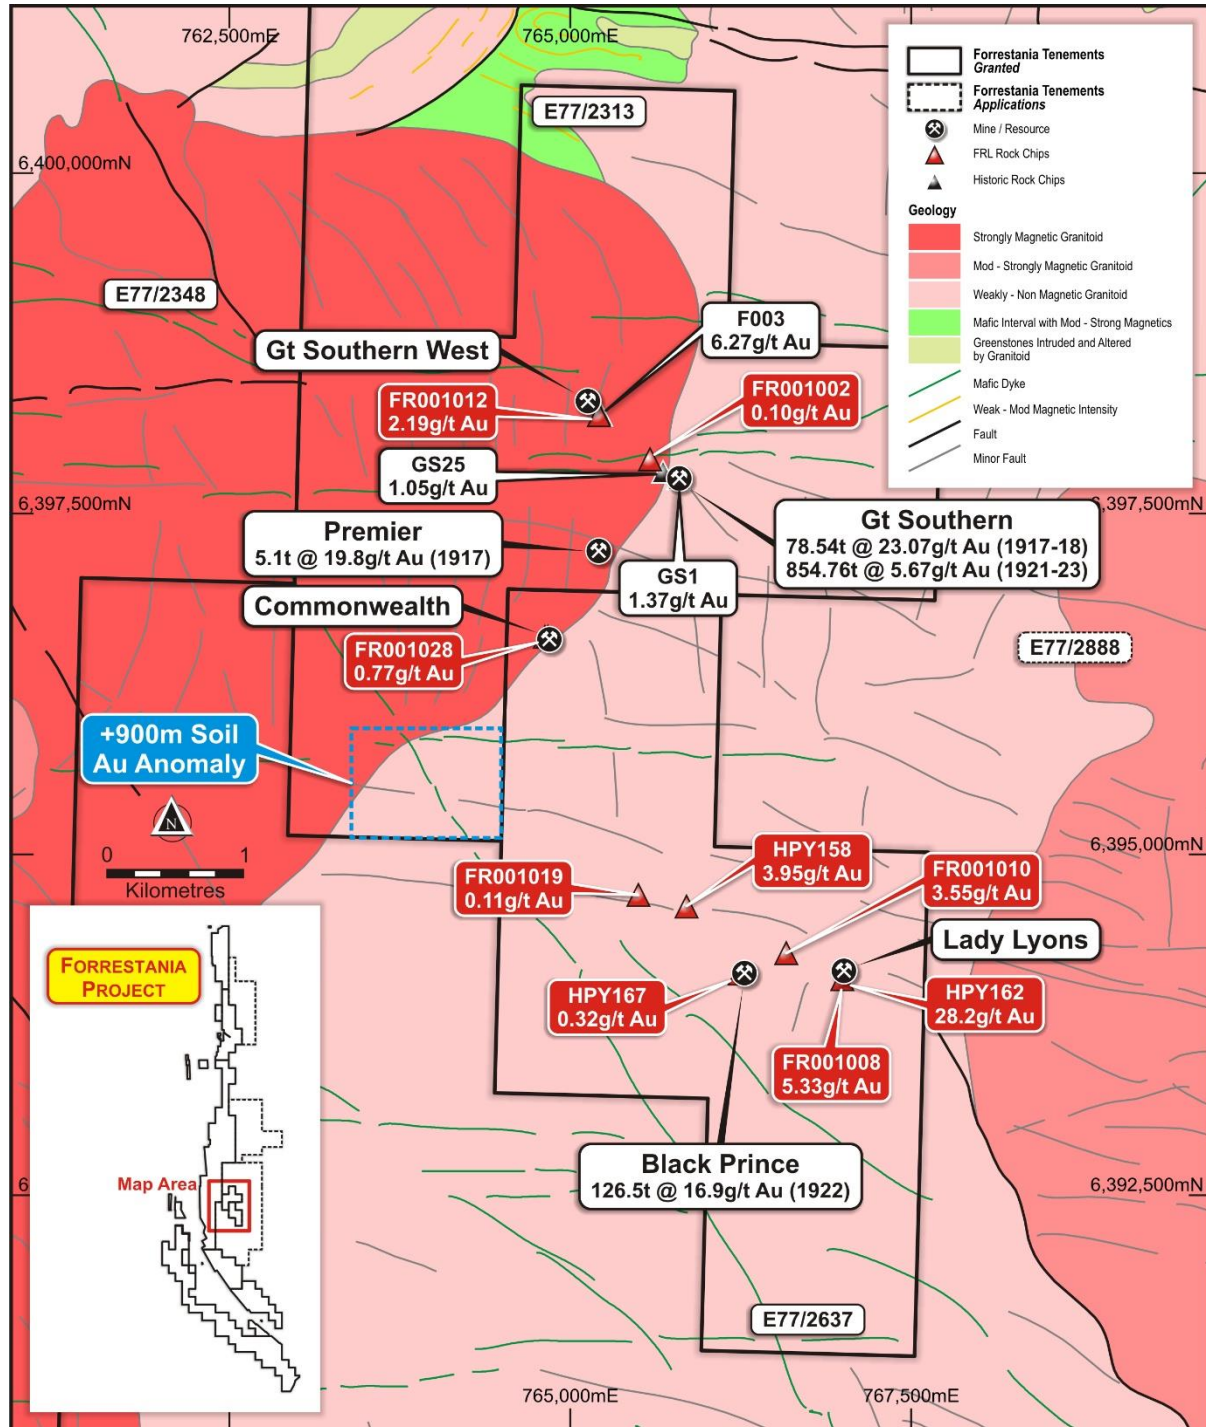 762,500mE
765,000mE
E77/2313
6,400,000mN
E77/2348
Gt Southern West
F003
6.27g/t Au
FR001012
2.19g/t Au
FR001002
0.10g/t Au
GS25
1.05g/t Au
6,397,500mN
6,397,500mN
Premier
5.1t @ 19.8g/t Au (1917)
Gt Southern
78.54t @ 23.07g/t Au (1917-18)
854.76t @ 5.67g/t Au (1921-23)
GS1
1.37g/t Au
Commonwealth
FR001028
0.77g/t Au
E77/2888
+900m Soil
Au Anomaly
N
0 1
Kilometres
6,395,000mN
HPY158
3.95g/t Au
FR001010
3.55g/t Au
FR001019
0.11g/t Au
Lady Lyons
HPY167
0.32g/t Au
HPY162
28.2g/t Au
FR001008
5.33g/t Au
Black Prince
126.5t @ 16.9g/t Au (1922)
6,392,500mN
6
E77/2637
765,000mE
767,500mE
Forrestania Tenements
Granted
Forrestania Tenements
Applications
Mine / Resource
FRL Rock Chips
Historic Rock Chips
Geology
Strongly Magnetic Granitoid
Mod - Strongly Magnetic Granitoid
Weakly - Non Magnetic Granitoid
Mafic Interval with Mod - Strong Magnetics
Greenstones Intruded and Altered
by Granitoid
Mafic Dyke
Weak - Mod Magnetic Intensity
Fault
Minor Fault
FORRESTANIA
PROJECT
Map Area